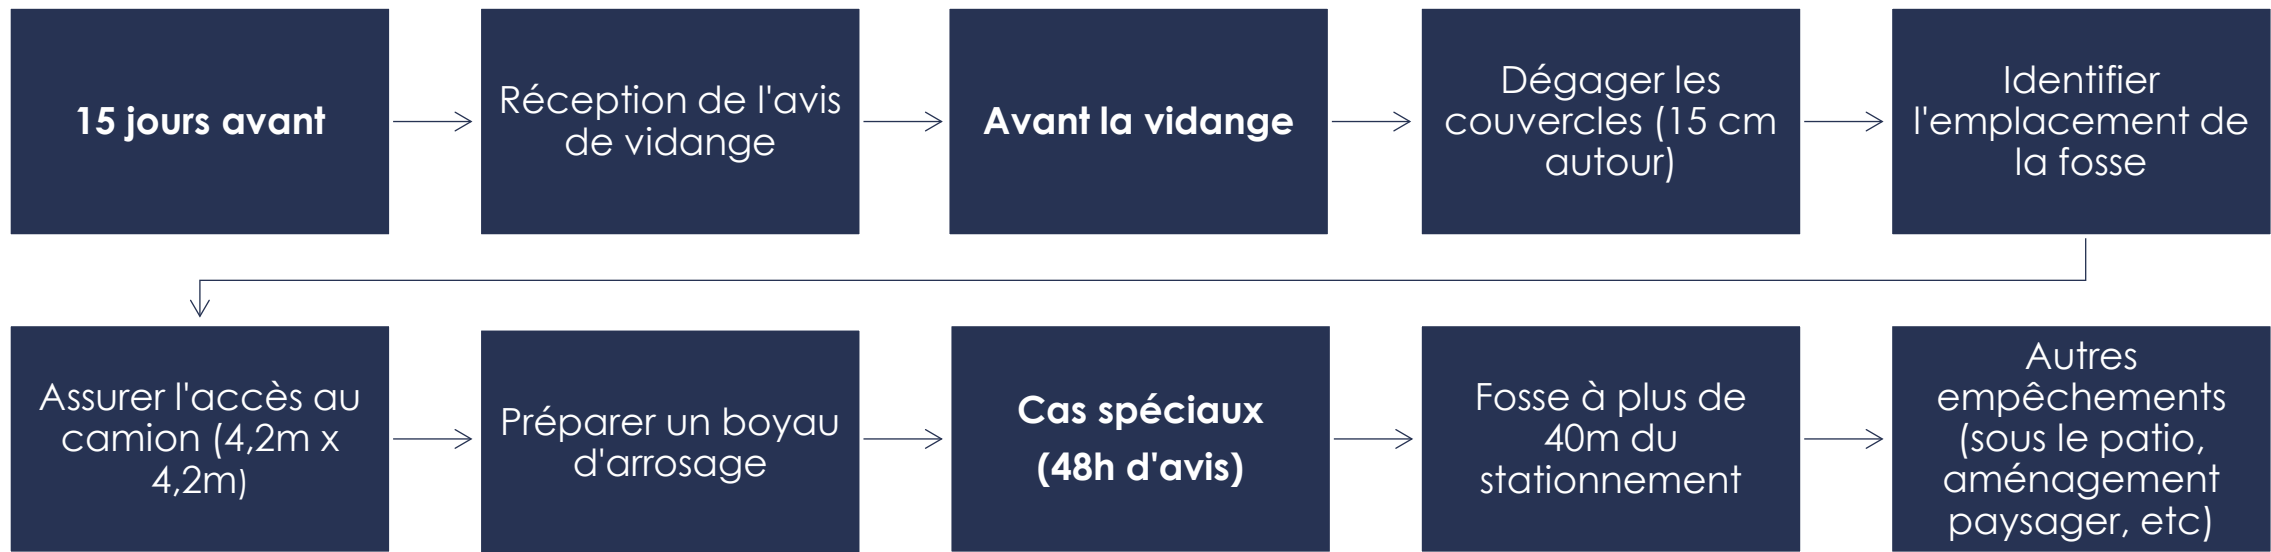 15 jours avant
Réception de l'avis
de vidange
Avant la vidange
Dégager les
couvercles (15 cm
autour)
Identifier
l'emplacement de
la fosse
Assurer l'accès au
camion (4,2m x
4,2m)
Préparer un boyau
d'arrosage
Cas spéciaux
(48h d'avis)
Fosse à plus de
40m du
stationnement
Autres
empêchements
(sous le patio,
aménagement
paysager, etc)